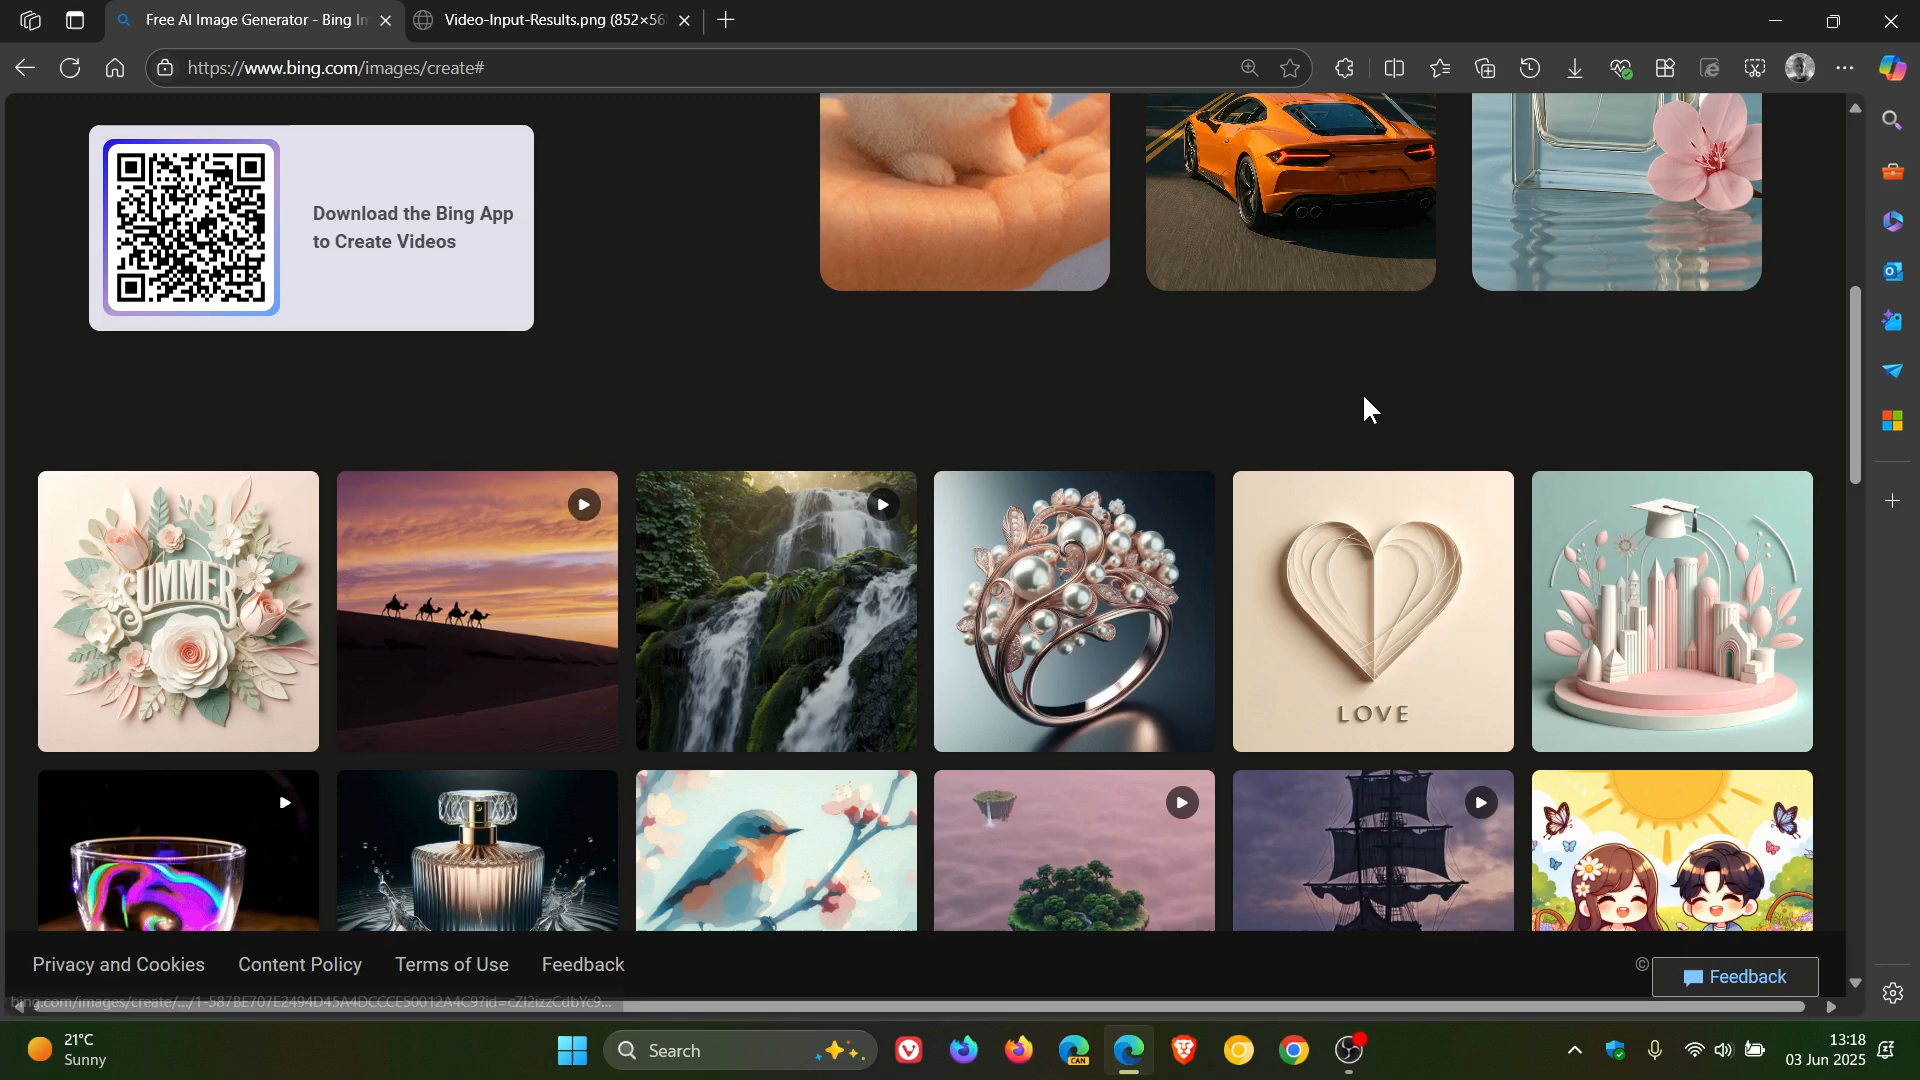 Free AI Image Generator - Bing Im
Video-Input-Results.png (852×56
https://www.bing.com/images/create#
Download the Bing App
to Create Videos
SUMMER
LOVE
Privacy and Cookies
Content Policy
Terms of Use
Feedback
©
Feedback
21°C
Sunny
Search
CAN
13:18
03 Jun 2025